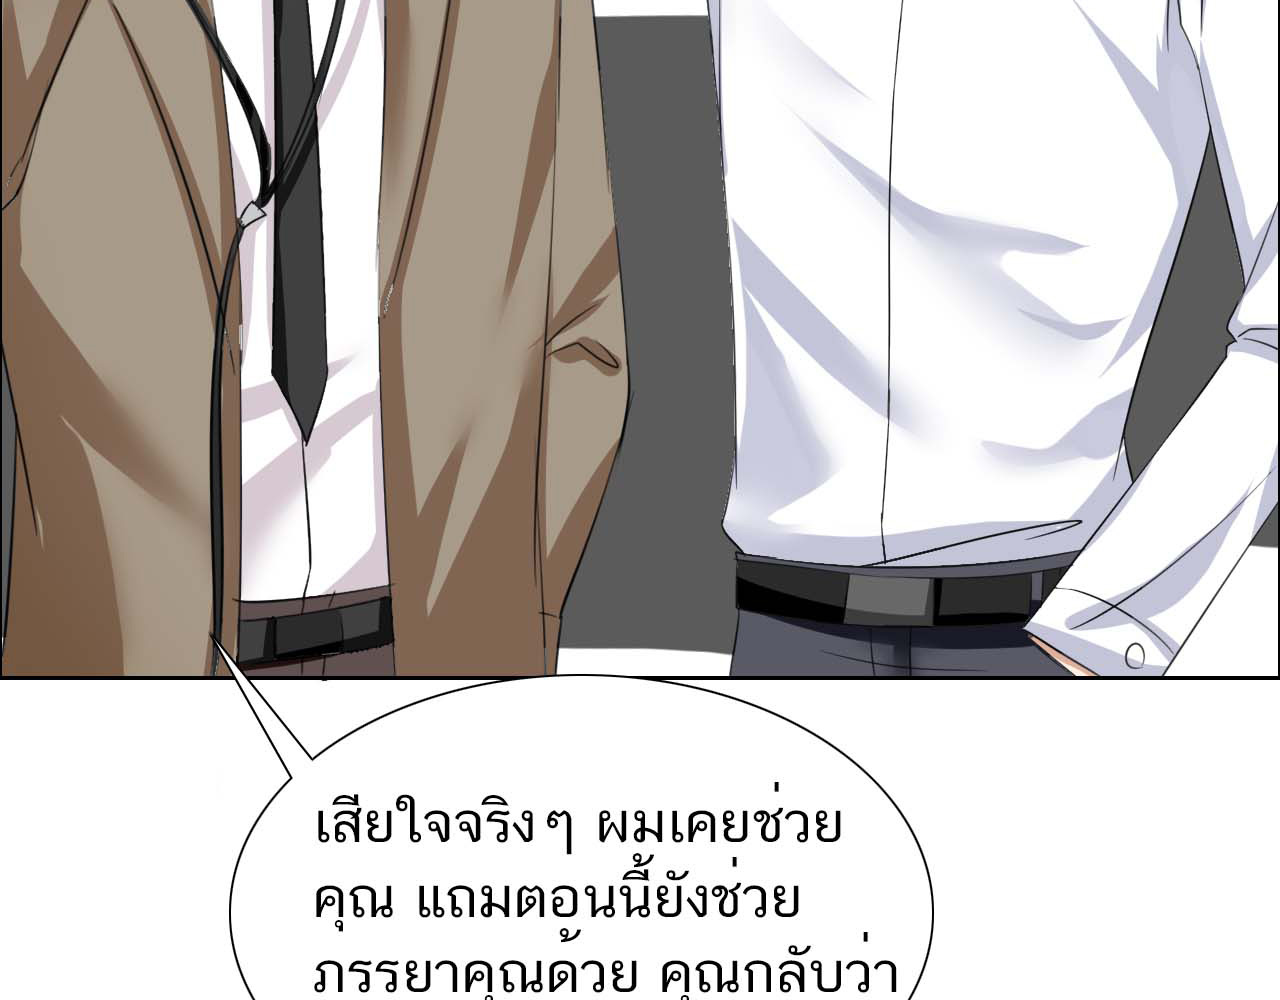 เสียใจจริงๆ ผมเคยช่วย
คุณ แถมตอนนี้ยังช่วย
ภรรยาคุณด้วย คุณกลับว่า